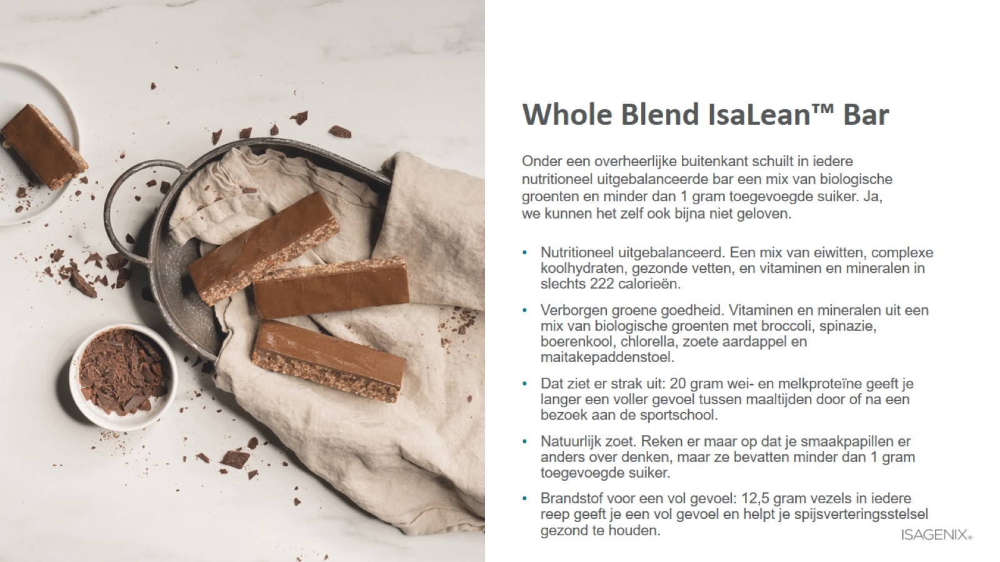 Whole Blend IsaLean™ Bar
Onder een overheerlijke buitenkant schuilt in iedere
nutritioneel uitgebalanceerde bar een mix van biologische
groenten en minder dan 1 gram toegevoegde suiker. Ja,
we kunnen het zelf ook bijna niet geloven.
• Nutritioneel uitgebalanceerd. Een mix van eiwitten, complexe
koolhydraten, gezonde vetten, en vitaminen en mineralen in
slechts 222 calorieën.
• Verborgen groene goedheid. Vitaminen en mineralen uit een
mix van biologische groenten met broccoli, spinazie,
boerenkool, chlorella, zoete aardappel en
maitakepaddenstoel.
• Dat ziet er strak uit: 20 gram wei- en melkproteïne geeft je
langer een voller gevoel tussen maaltijden door of na een
bezoek aan de sportschool.
• Natuurlijk zoet. Reken er maar op dat je smaakpapillen er
anders over denken, maar ze bevatten minder dan 1 gram
toegevoegde suiker.
• Brandstof voor een vol gevoel: 12,5 gram vezels in iedere
reep geeft je een vol gevoel en helpt je spijsverteringsstelsel
gezond te houden.
ISAGENIX®